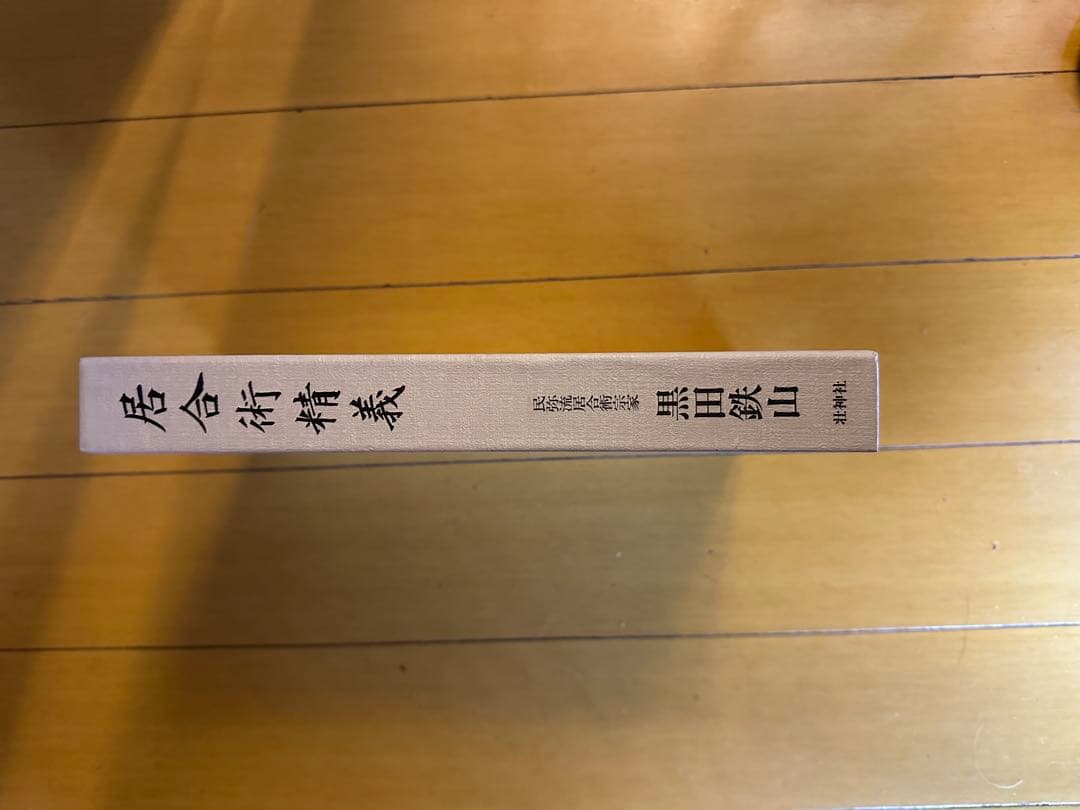 居合術精義
民弥流居合術宗家
黒田鉄山
壮神社